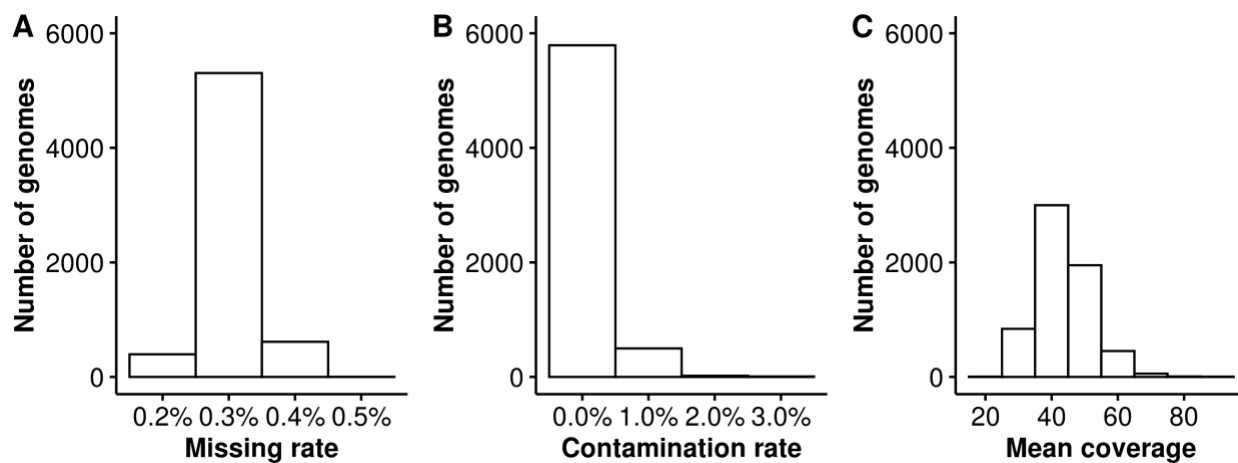 A
Number of genomes
6000
4000
2000
0
0.2% 0.3% 0.4% 0.5%
Missing rate
B
Number of genomes
6000
4000
2000
0
0.0% 1.0% 2.0% 3.0%
Contamination rate
C
Number of genomes
6000
4000
2000
0
20 40 60 80
Mean coverage